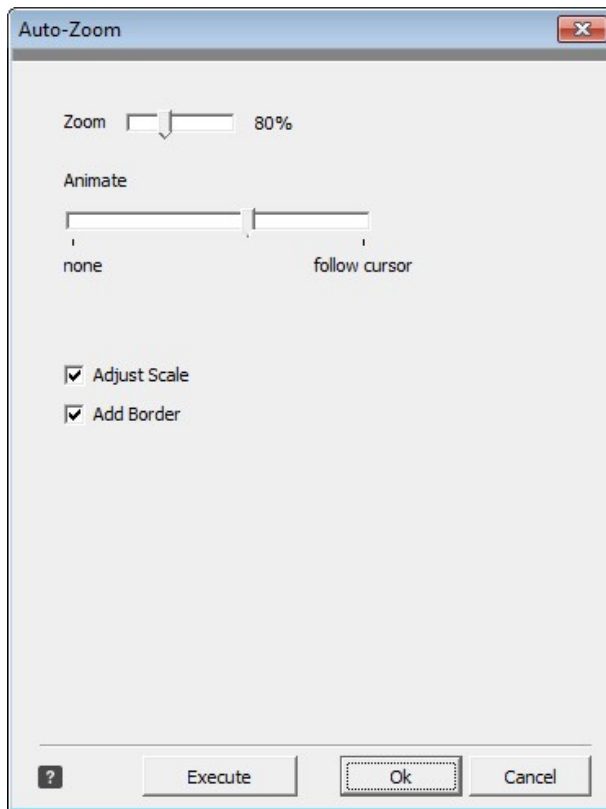 Auto-Zoom
Zoom 80%
Animate
none follow cursor
Adjust Scale
Add Border
? Execute Ok Cancel